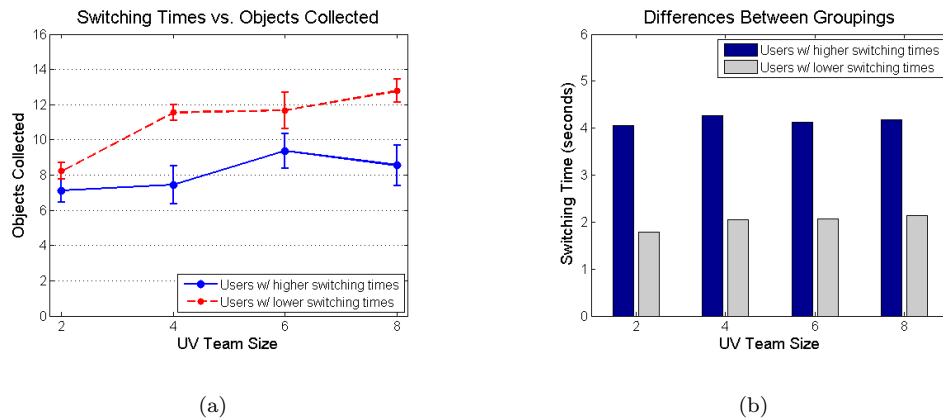 Switching Times vs. Objects Collected
16
14
12
10
8
6
4
2
0
Objects Collected
Users w/ higher switching times
Users w/ lower switching times
2 4 6 8
UV Team Size
(a)
Differences Between Groupings
6
5
4
3
2
1
0
Switching Time (seconds)
Users w/ higher switching times
Users w/ lower switching times
2 4 6 8
UV Team Size
(b)